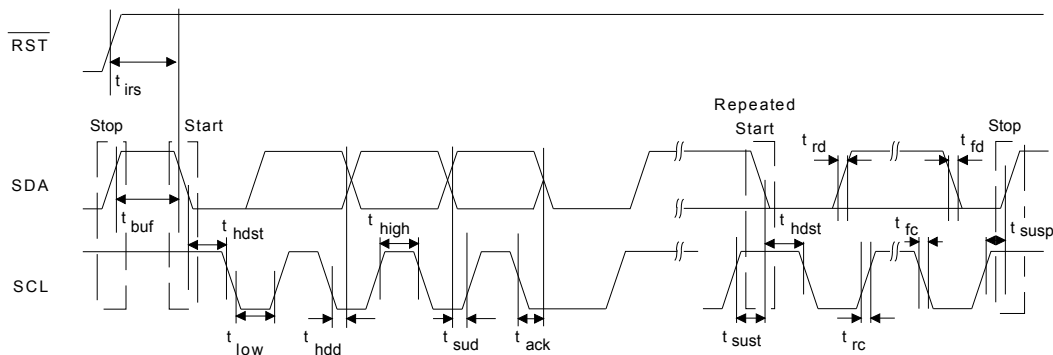 RST
t irs
Repeated
Stop
Start
Start
Stop
t rd
t fd
SDA
t buf
t hdst
t high
t hdst
t fc
t susp
SCL
t low
t hdd
t sud
t ack
t sust
t rc